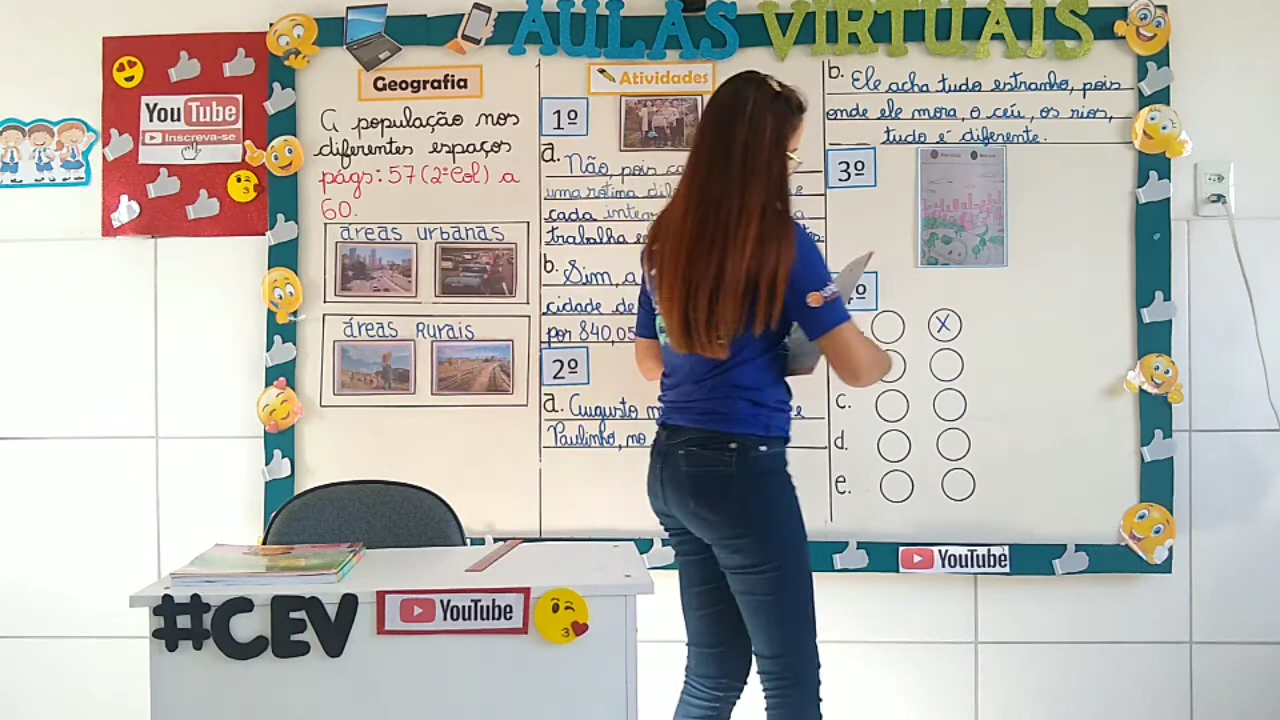 AULAS VIRTUAIS
YouTube
Inscreva-se
Geografia
A população nos
diferentes espaços
págs: 57 (2ª Col) a
60.
áreas urbanas
áreas Rurais
Atividades
1º
a. Não, pois
uma rotina
cada
trabalha
b. Sim, a
cidade de
por 840,05
2º
a. Augusto
Paulinho, no
b. Ele acha tudo estranho, pois
onde ele mora, o céu, os rios,
tudo é diferente.
3º
4º
X
c.
d.
e.
YouTube
#CEV
YouTube